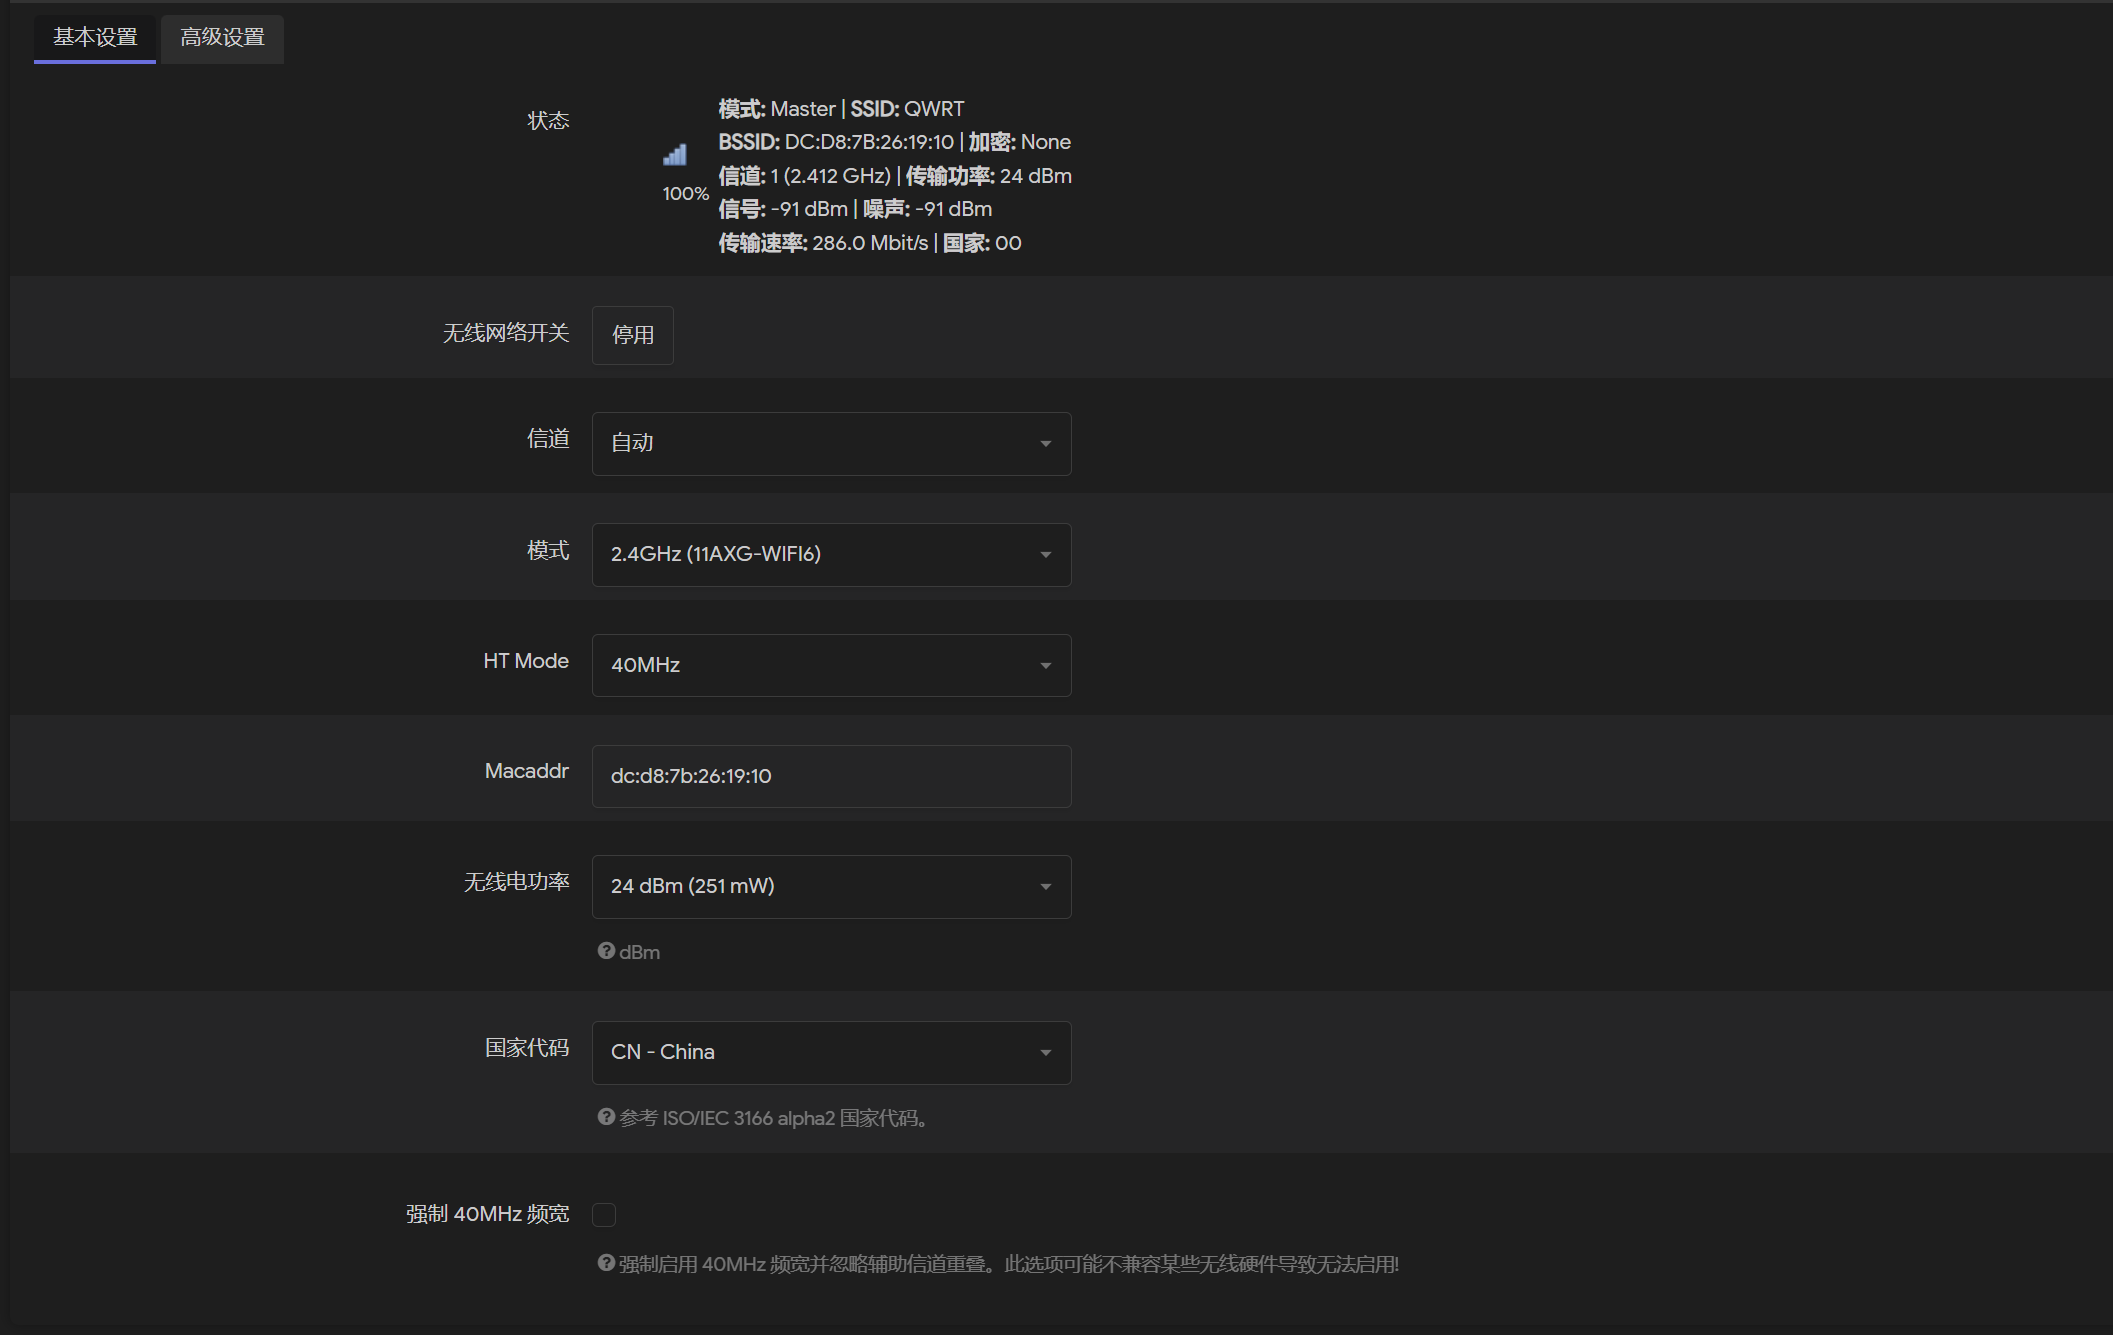 基本设置 高级设置
状态
模式: Master | SSID: QWRT
BSSID: DC:D8:7B:26:19:10 | 加密: None
信道: 1 (2.412 GHz) | 传输功率: 24 dBm
100%
信号: -91 dBm | 噪声: -91 dBm
传输速率: 286.0 Mbit/s | 国家: 00
无线网络开关 停用
信道 自动
模式 2.4GHz (11AXG-WIFI6)
HT Mode 40MHz
Macaddr dc:d8:7b:26:19:10
无线电功率 24 dBm (251 mW)
dBm
国家代码 CN - China
参考 ISO/IEC 3166 alpha2 国家代码。
强制 40MHz 频宽
强制启用 40MHz 频宽并忽略辅助信道重叠。此选项可能不兼容某些无线硬件导致无法启用!